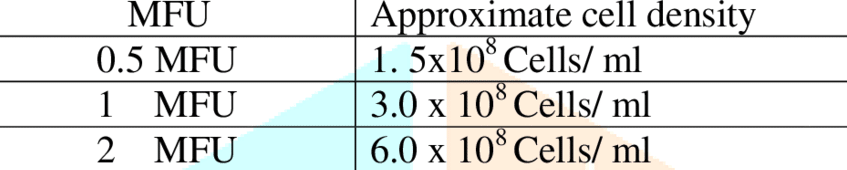 MFU Approximate cell density
0.5 MFU 1. 5x10⁸ Cells/ ml
1 MFU 3.0 x 10⁸ Cells/ ml
2 MFU 6.0 x 10⁸ Cells/ ml